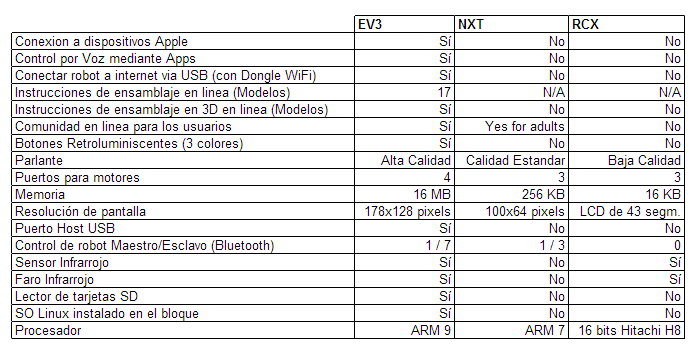 EV3 NXT RCX
Conexion a dispositivos Apple Sí No No
Control por Voz mediante Apps Sí No No
Conectar robot a internet via USB (con Dongle WiFi) Sí No No
Instrucciones de ensamblaje en linea (Modelos) 17 N/A N/A
Instrucciones de ensamblaje en 3D en linea (Modelos) Sí No No
Comunidad en linea para los usuarios Sí Yes for adults No
Botones Retroluminiscentes (3 colores) Sí No No
Parlante Alta Calidad Calidad Estandar Baja Calidad
Puertos para motores 4 3 3
Memoria 16 MB 256 KB 16 KB
Resolución de pantalla 178x128 pixels 100x64 pixels LCD de 43 segm.
Puerto Host USB Sí No No
Control de robot Maestro/Esclavo (Bluetooth) 1 / 7 1 / 3 0
Sensor Infrarrojo Sí No Sí
Faro Infrarrojo Sí No Sí
Lector de tarjetas SD Sí No No
SO Linux instalado en el bloque Sí No No
Procesador ARM 9 ARM 7 16 bits Hitachi H8